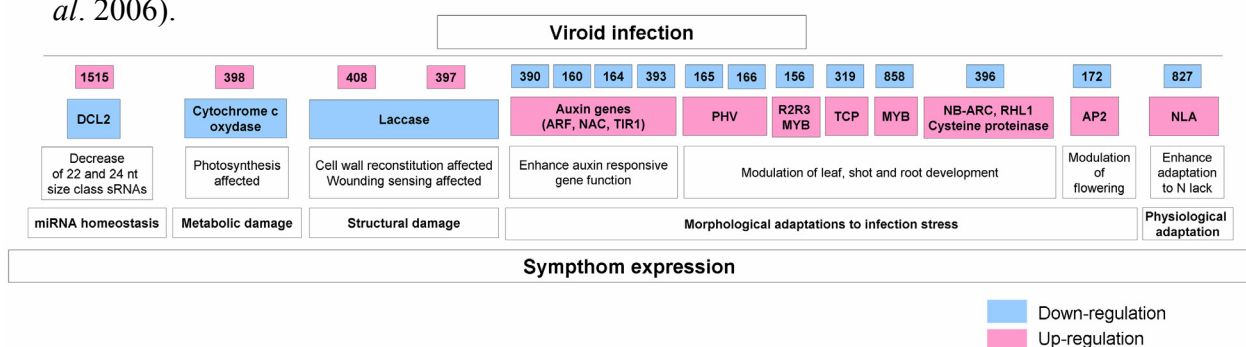 al. 2006).
Viroid infection
1515 398 408 397 390 160 164 393 165 166 156 319 858 396 172 827
DCL2
Cytochrome c
oxydase
Laccase
Auxin genes
(ARF, NAC, TIR1)
PHV
R2R3
MYB
TCP
MYB
NB-ARC, RHL1
Cysteine proteinase
AP2
NLA
Decrease
of 22 and 24 nt
size class sRNAs
Photosynthesis
affected
Cell wall reconstitution affected
Wounding sensing affected
Enhance auxin responsive
gene function
Modulation of leaf, shot and root development
Modulation
of
flowering
Enhance
adaptation
to N lack
miRNA homeostasis
Metabolic damage
Structural damage
Morphological adaptations to infection stress
Physiological
adaptation
Sympthom expression
Down-regulation
Up-regulation